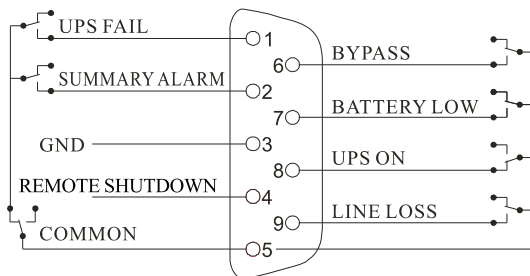 UPS FAIL
1
SUMMARY ALARM
2
GND
3
REMOTE SHUTDOWN
4
COMMON
5
6
BYPASS
7
BATTERY LOW
8
UPS ON
9
LINE LOSS